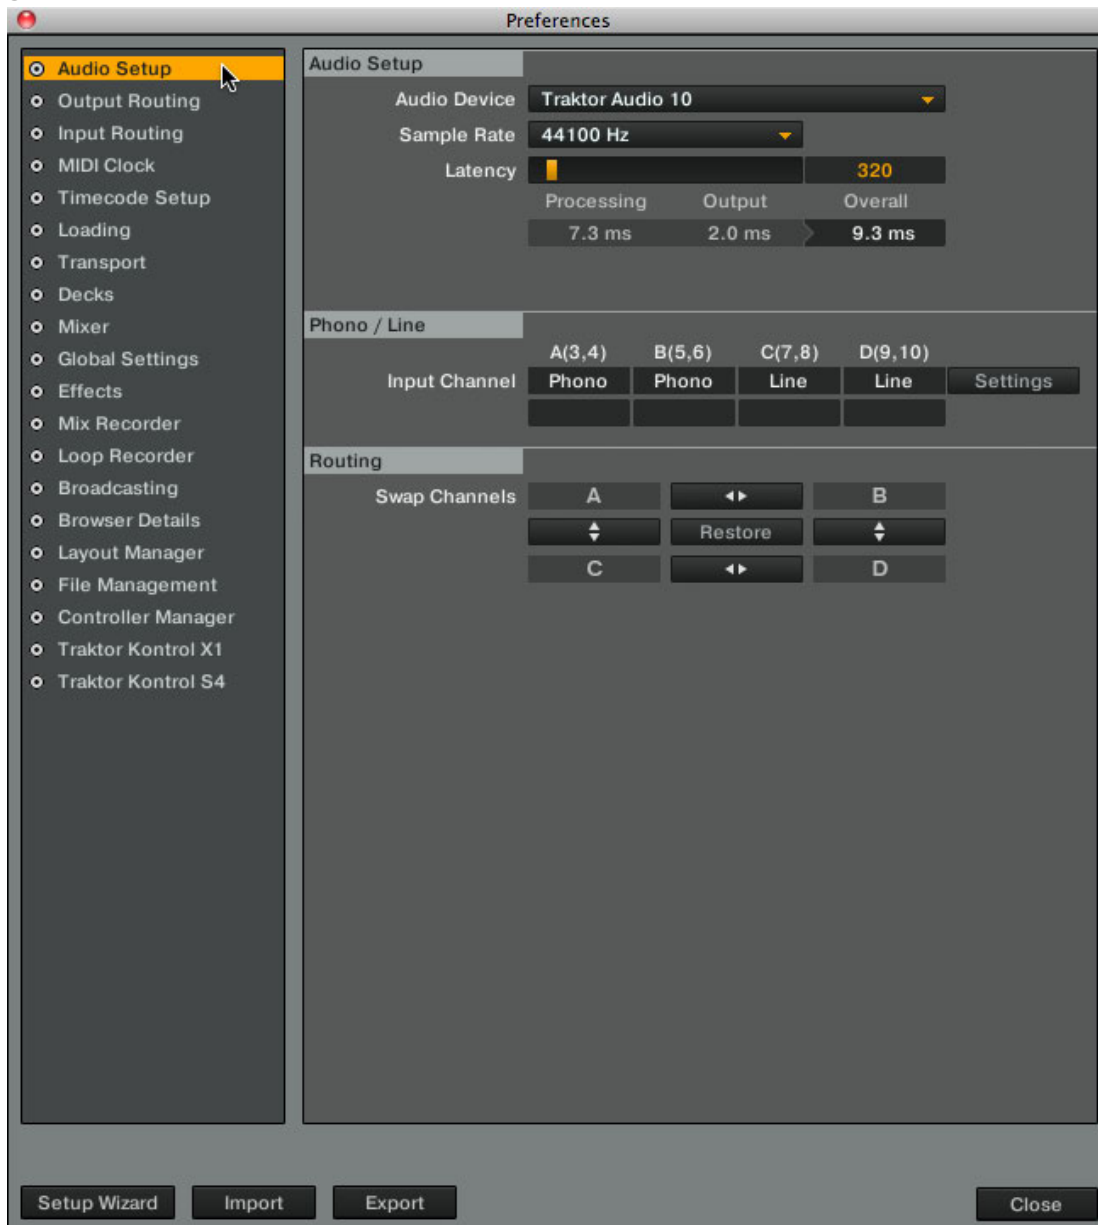 Preferences
Audio Setup
Output Routing
Input Routing
MIDI Clock
Timecode Setup
Loading
Transport
Decks
Mixer
Global Settings
Effects
Mix Recorder
Loop Recorder
Broadcasting
Browser Details
Layout Manager
File Management
Controller Manager
Traktor Kontrol X1
Traktor Kontrol S4
Audio Setup
Audio Device Traktor Audio 10
Sample Rate 44100 Hz
Latency 320
Processing Output Overall
7.3 ms 2.0 ms 9.3 ms
Phono / Line
A(3,4) B(5,6) C(7,8) D(9,10)
Input Channel Phono Phono Line Line Settings
Routing
Swap Channels A B
Restore
C D
Setup Wizard Import Export Close